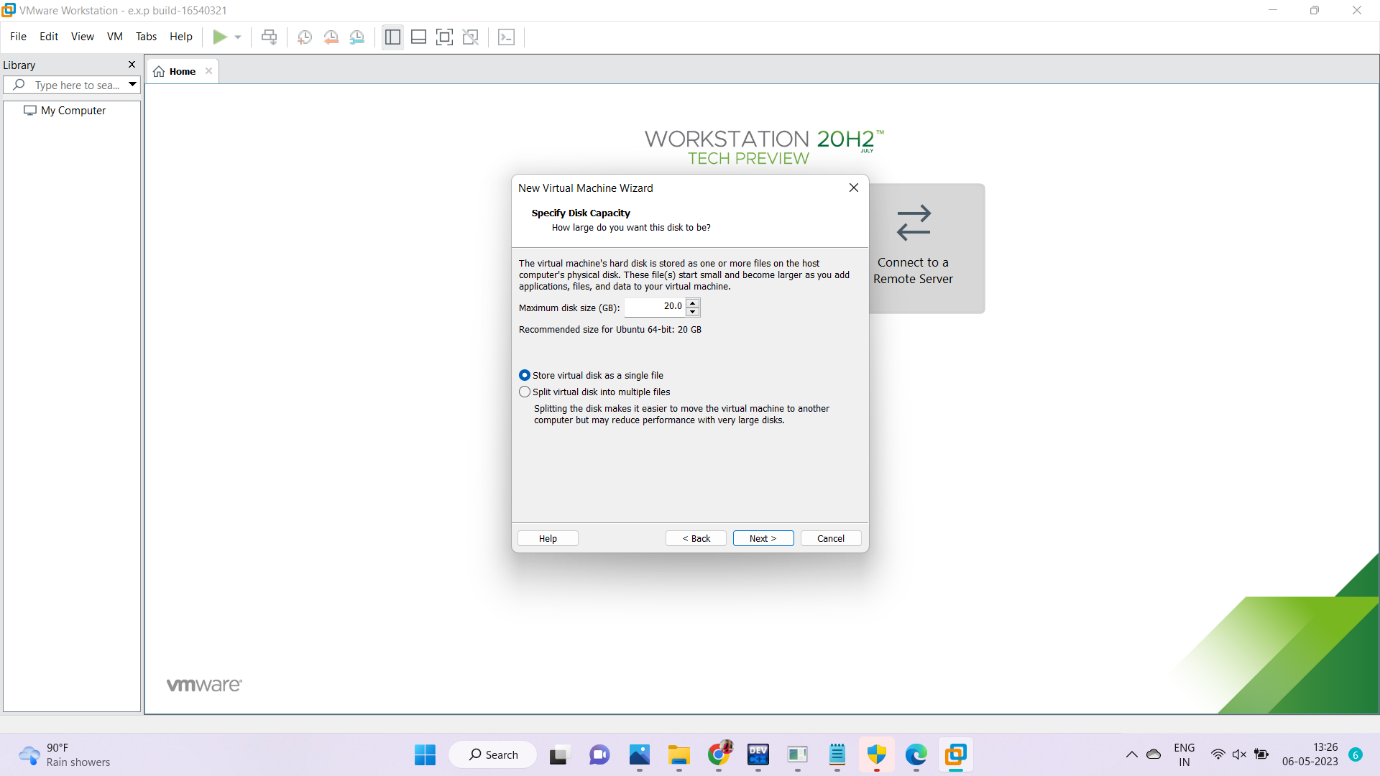 VMware Workstation - e.x.p build-16540321
File Edit View VM Tabs Help
Library
Type here to sea...
My Computer
Home
WORKSTATION 20H2™
JULY
TECH PREVIEW
Connect to a
Remote Server
New Virtual Machine Wizard
Specify Disk Capacity
How large do you want this disk to be?
The virtual machine's hard disk is stored as one or more files on the host
computer's physical disk. These file(s) start small and become larger as you add
applications, files, and data to your virtual machine.
Maximum disk size (GB): 20.0
Recommended size for Ubuntu 64-bit: 20 GB
Store virtual disk as a single file
Split virtual disk into multiple files
Splitting the disk makes it easier to move the virtual machine to another
computer but may reduce performance with very large disks.
Help < Back Next > Cancel
vmware®
90°F
Rain showers
Search
DEV
ENG
IN
13:26
06-05-2023
6